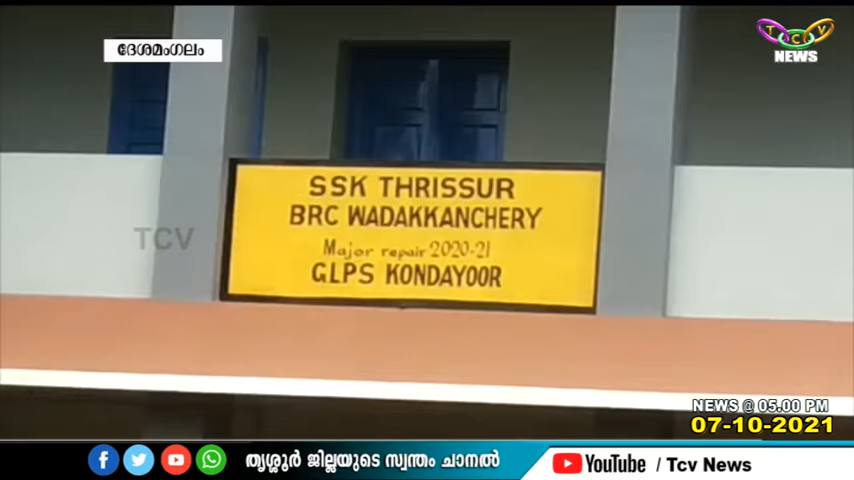 ദേശമംഗലം
TCV
NEWS
SSK THRISSUR
BRC WADAKKANCHERY
Major repair 2020-21
G.L.P.S KONDAYOOR
TCV
NEWS @ 05.00 PM
07-10-2021
തൃശ്ശൂർ ജില്ലയുടെ സ്വന്തം ചാനൽ
YouTube / Tcv News